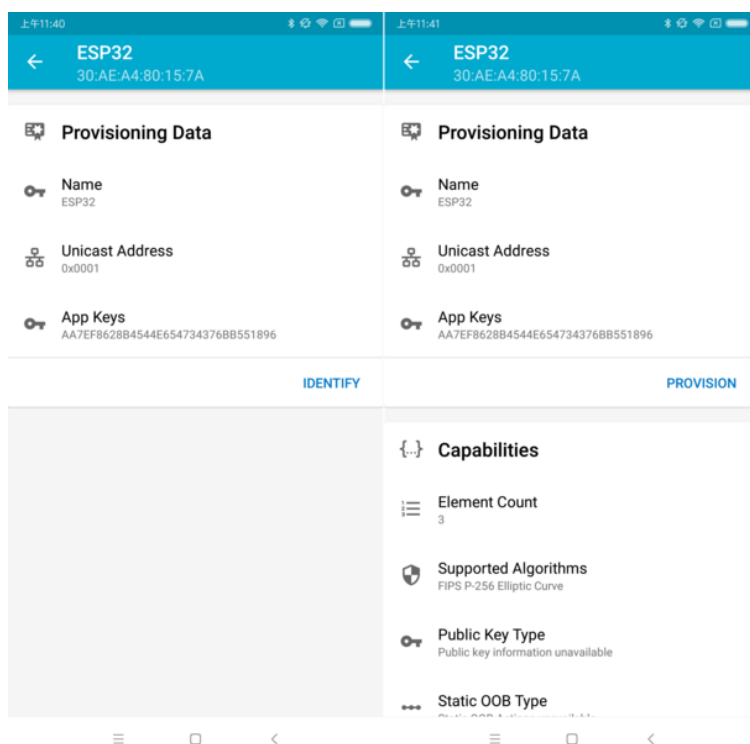 上午11:40
ESP32
30:AE:A4:80:15:7A
Provisioning Data
Name
ESP32
Unicast Address
0x0001
App Keys
AA7EF8628B4544E654734376BB551896
IDENTIFY
上午11:41
ESP32
30:AE:A4:80:15:7A
Provisioning Data
Name
ESP32
Unicast Address
0x0001
App Keys
AA7EF8628B4544E654734376BB551896
PROVISION
{...} Capabilities
Element Count
3
Supported Algorithms
FIPS P-256 Elliptic Curve
Public Key Type
Public key information unavailable
Static OOB Type